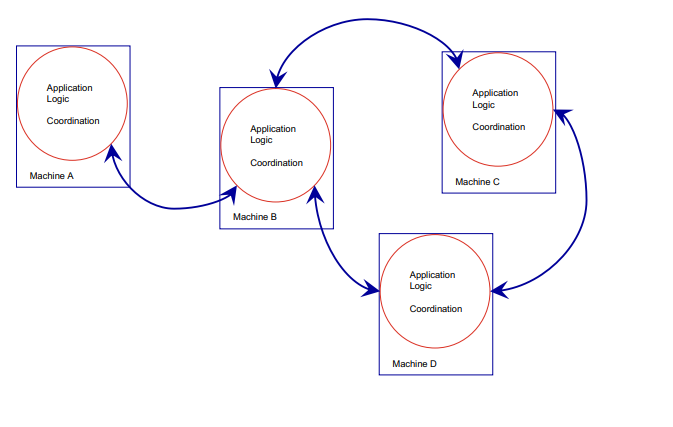 Application
Logic
Coordination
Machine A
Application
Logic
Coordination
Machine B
Application
Logic
Coordination
Machine C
Application
Logic
Coordination
Machine D